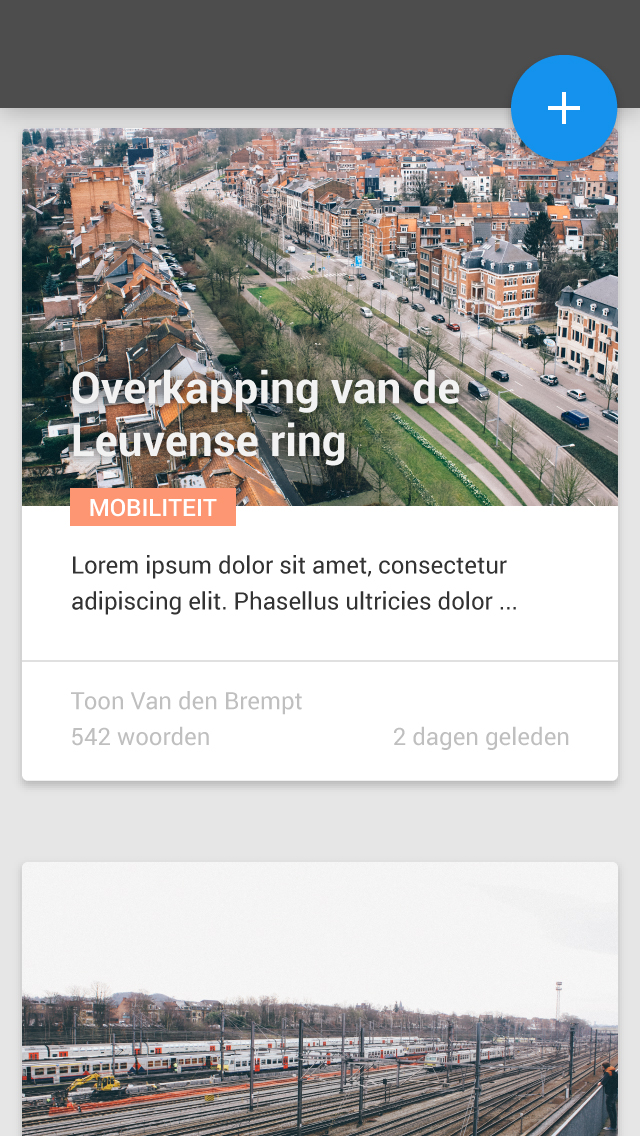 Overkapping van de
Leuvense ring
MOBILITEIT
Lorem ipsum dolor sit amet, consectetur
adipiscing elit. Phasellus ultricies dolor ...
Toon Van den Brempt
542 woorden
2 dagen geleden